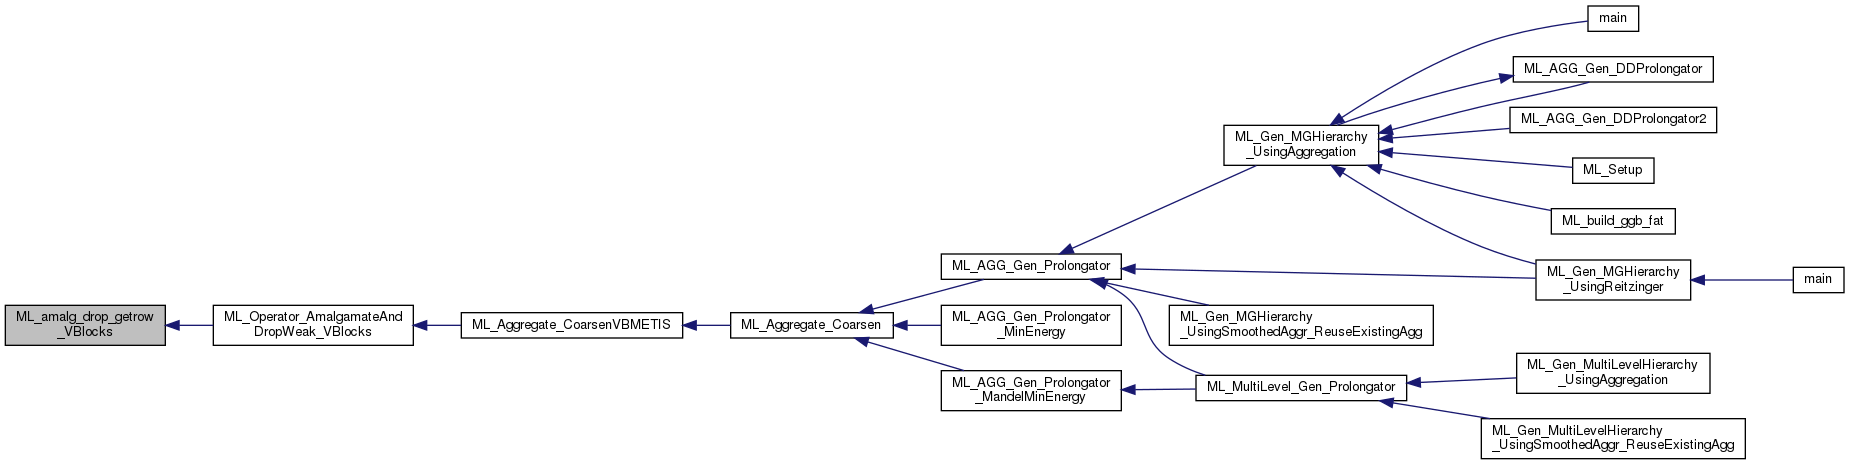 main
ML_AGG_Gen_DDProlongator
ML_AGG_Gen_DDProlongator2
ML_Gen_MGHierarchy
_UsingAggregation
ML_Setup
ML_build_ggb_fat
ML_AGG_Gen_Prolongator
ML_Gen_MGHierarchy
_UsingReitzinger
main
ML_amalg_drop_getrow
_VBlocks
ML_Operator_AmalgamateAnd
DropWeak_VBlocks
ML_Aggregate_CoarsenVBMETIS
ML_Aggregate_Coarsen
ML_AGG_Gen_Prolongator
_MinEnergy
ML_Gen_MGHierarchy
_UsingSmoothedAggr_ReuseExistingAgg
ML_AGG_Gen_Prolongator
_MandelMinEnergy
ML_MultiLevel_Gen_Prolongator
ML_Gen_MultiLevelHierarchy
_UsingAggregation
ML_Gen_MultiLevelHierarchy
_UsingSmoothedAggr_ReuseExistingAgg